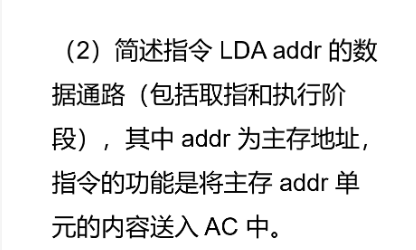 （2）简述指令 LDA addr 的数
据通路（包括取指和执行阶
段），其中 addr 为主存地址，
指令的功能是将主存 addr 单
元的内容送入 AC 中。